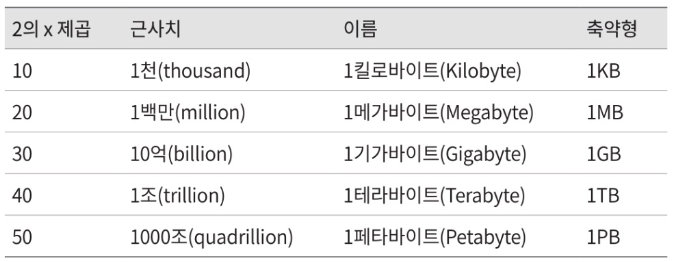 2의 x 제곱 근사치 이름 축약형
10 1천(thousand) 1킬로바이트(Kilobyte) 1KB
20 1백만(million) 1메가바이트(Megabyte) 1MB
30 10억(billion) 1기가바이트(Gigabyte) 1GB
40 1조(trillion) 1테라바이트(Terabyte) 1TB
50 1000조(quadrillion) 1페타바이트(Petabyte) 1PB